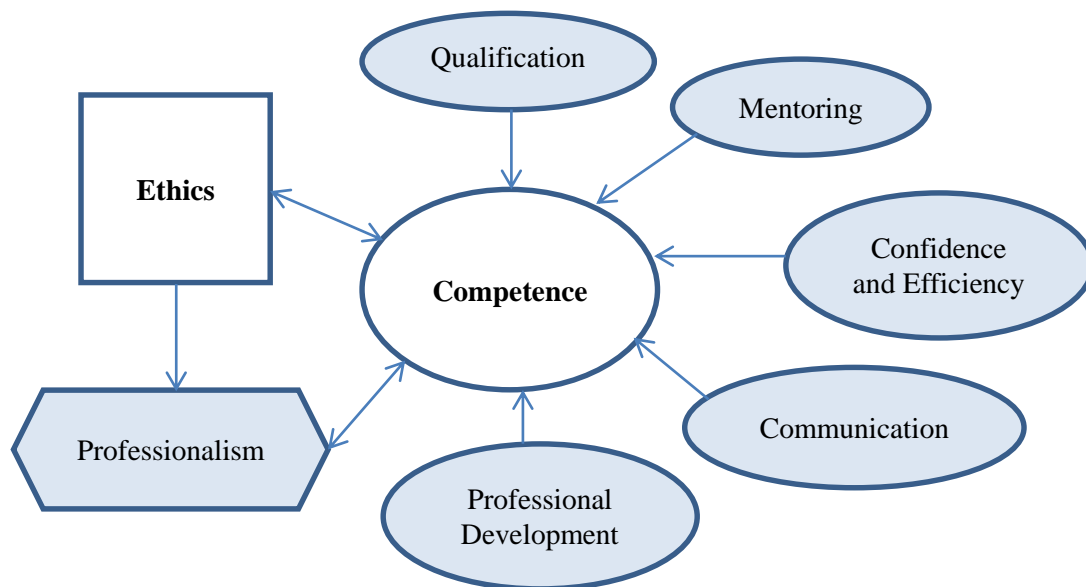 Qualification
Mentoring
Ethics
Confidence
and Efficiency
Competence
Communication
Professionalism
Professional
Development